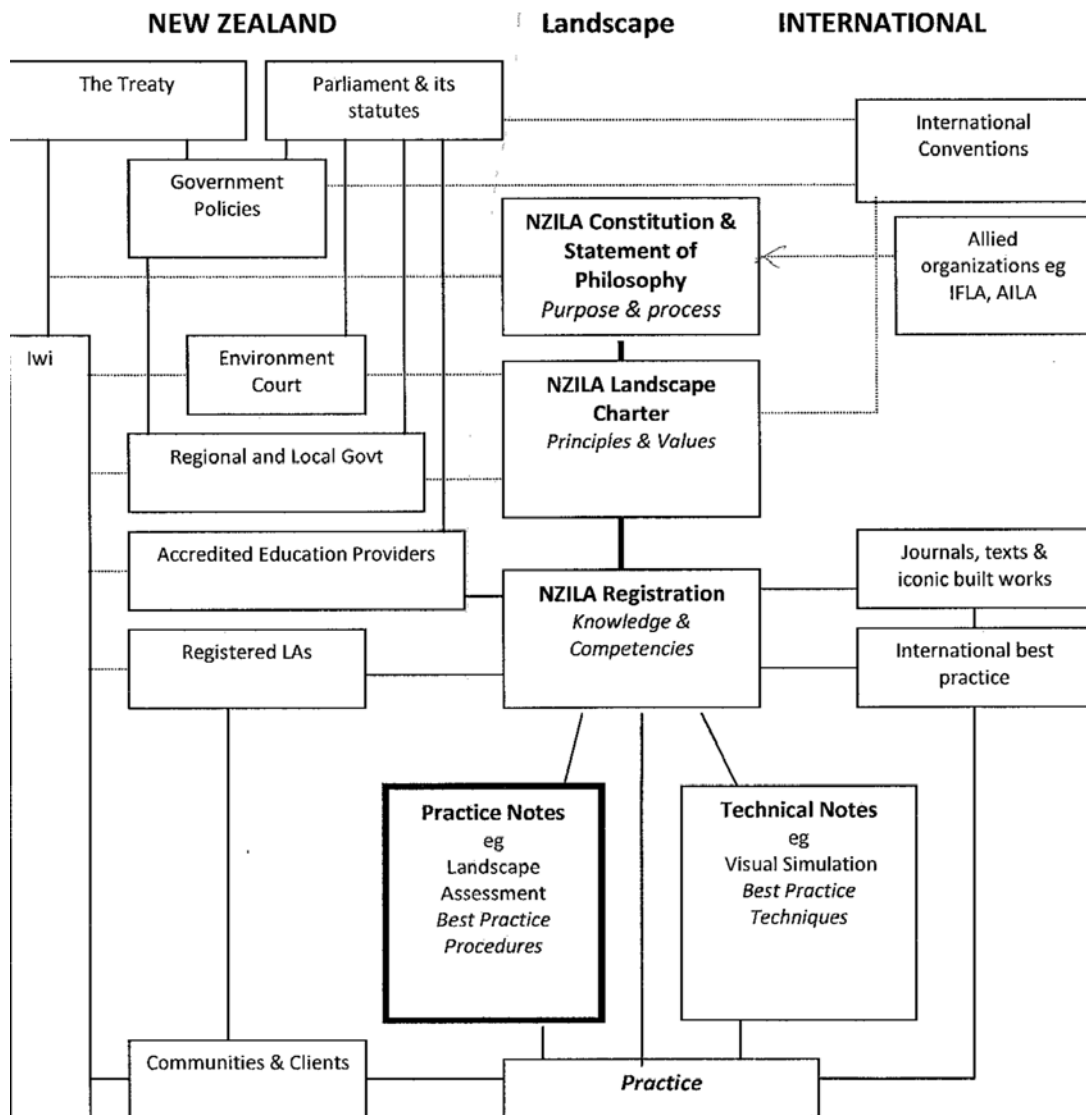 NEW ZEALAND
Landscape
INTERNATIONAL
The Treaty
Parliament & its
statutes
International
Conventions
Government
Policies
NZILA Constitution &
Statement of
Philosophy
Purpose & process
Allied
organizations eg
IFLA, AILA
Iwi
Environment
Court
NZILA Landscape
Charter
Principles & Values
Regional and Local Govt
Accredited Education Providers
Journals, texts &
iconic built works
NZILA Registration
Knowledge &
Competencies
Registered LAs
International best
practice
Practice Notes
eg
Landscape
Assessment
Best Practice
Procedures
Technical Notes
eg
Visual Simulation
Best Practice
Techniques
Communities & Clients
Practice